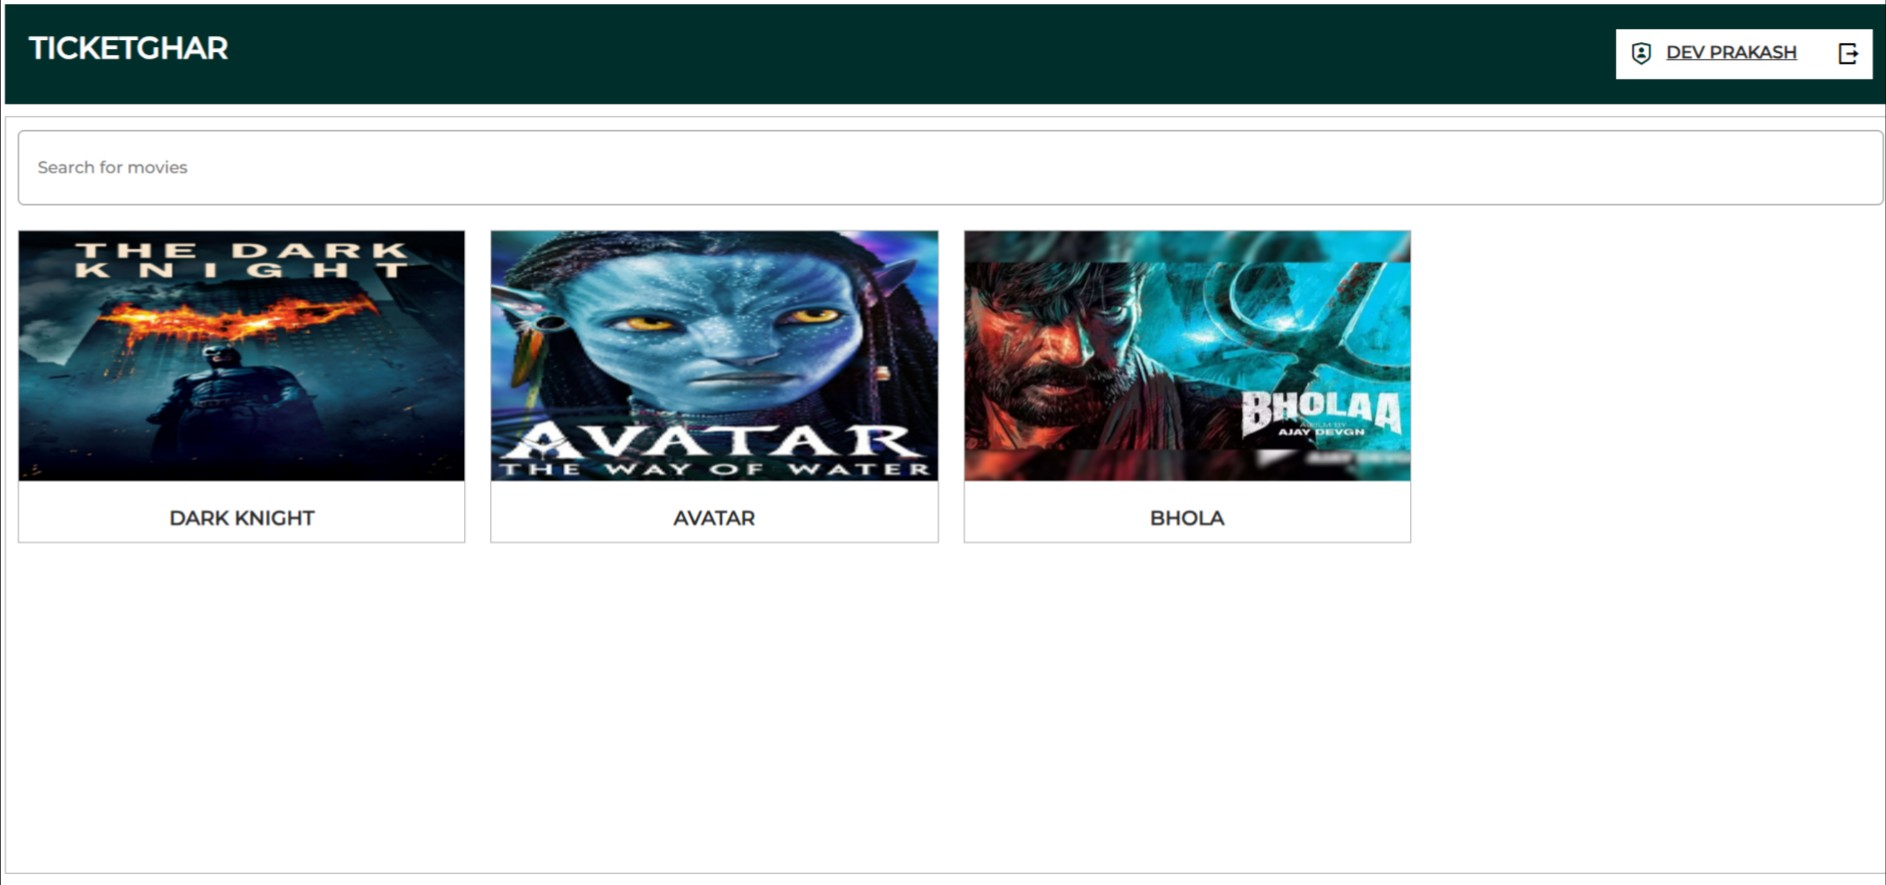 TICKETGHAR
DEV PRAKASH
Search for movies
THE DARK
KNIGHT
DARK KNIGHT
AVATAR
THE WAY OF WATER
AVATAR
BHOLAA
A FILM BY
AJAY DEVGN
BHOLA